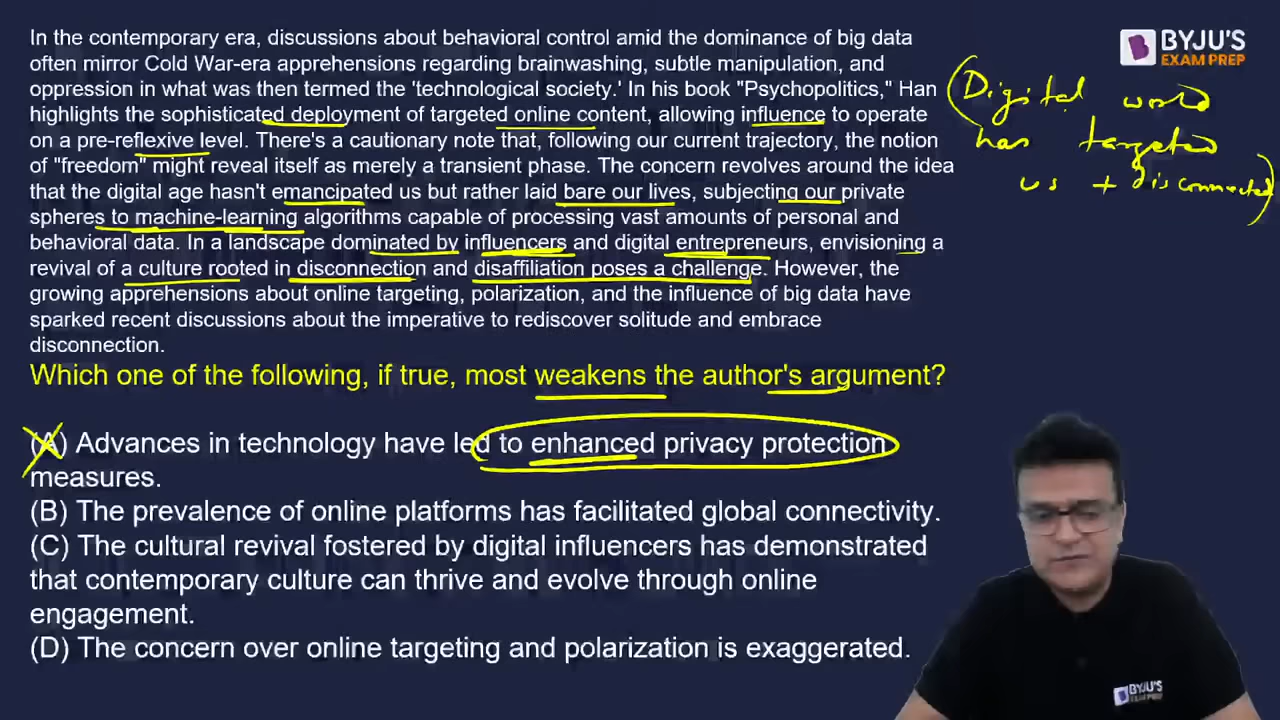 In the contemporary era, discussions about behavioral control amid the dominance of big data
often mirror Cold War-era apprehensions regarding brainwashing, subtle manipulation, and
oppression in what was then termed the 'technological society.' In his book "Psychopolitics," Han
highlights the sophisticated deployment of targeted online content, allowing influence to operate
on a pre-reflexive level. There's a cautionary note that, following our current trajectory, the notion
of "freedom" might reveal itself as merely a transient phase. The concern revolves around the idea
that the digital age hasn't emancipated us but rather laid bare our lives, subjecting our private
spheres to machine-learning algorithms capable of processing vast amounts of personal and
behavioral data. In a landscape dominated by influencers and digital entrepreneurs, envisioning a
revival of a culture rooted in disconnection and disaffiliation poses a challenge. However, the
growing apprehensions about online targeting, polarization, and the influence of big data have
sparked recent discussions about the imperative to rediscover solitude and embrace
disconnection.
Which one of the following, if true, most weakens the author's argument?
(A) Advances in technology have led to enhanced privacy protection
measures.
(B) The prevalence of online platforms has facilitated global connectivity.
(C) The cultural revival fostered by digital influencers has demonstrated
that contemporary culture can thrive and evolve through online
engagement.
(D) The concern over online targeting and polarization is exaggerated.
BYJU'S
EXAM PREP
(Digital world
has targeted
us + disconnected)
BYJU'S
EXAM PREP